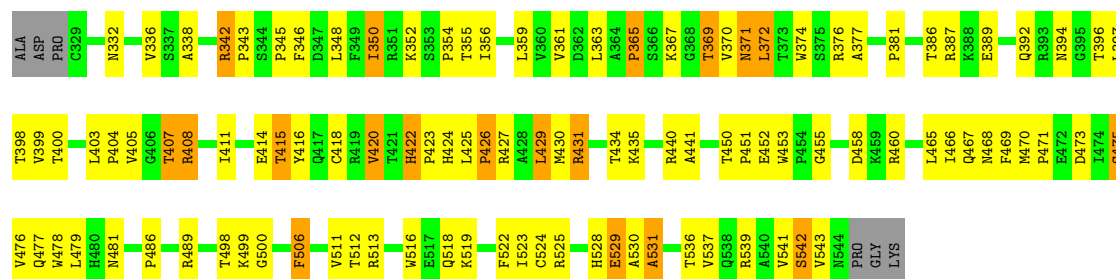 ALA ASP PRO C329 N332 V336 S337 A338 R342 P343 S344 P345 F346 D347 L348 F349 I350 R351 K352 S353 P354 T355 I356 L359 V360 V361 D362 L363 A364 P365 S366 K367 G368 T369 V370 N371 L372 T373 W374 S375 R376 A377 P381 T386 R387 K388 E389 Q392 R393 N394 G395 T396
T398 V399 T400 L403 P404 V405 G406 T407 R408 I411 E414 T415 Y416 Q417 C418 R419 V420 T421 H422 P423 H424 L425 P426 R427 A428 L429 M430 R431 T434 K435 R440 A441 T450 P451 E452 W453 P454 G455 D458 K459 R460 L465 I466 Q467 N468 F469 M470 P471 E472 D473 I474
V476 Q477 W478 L479 H480 N481 P486 R489 T498 K499 G500 F506 V511 T512 R513 W516 E517 Q518 K519 F522 I523 C524 R525 H528 E529 A530 A531 T536 V537 Q538 R539 A540 V541 S542 V543 N544 PRO GLY LYS